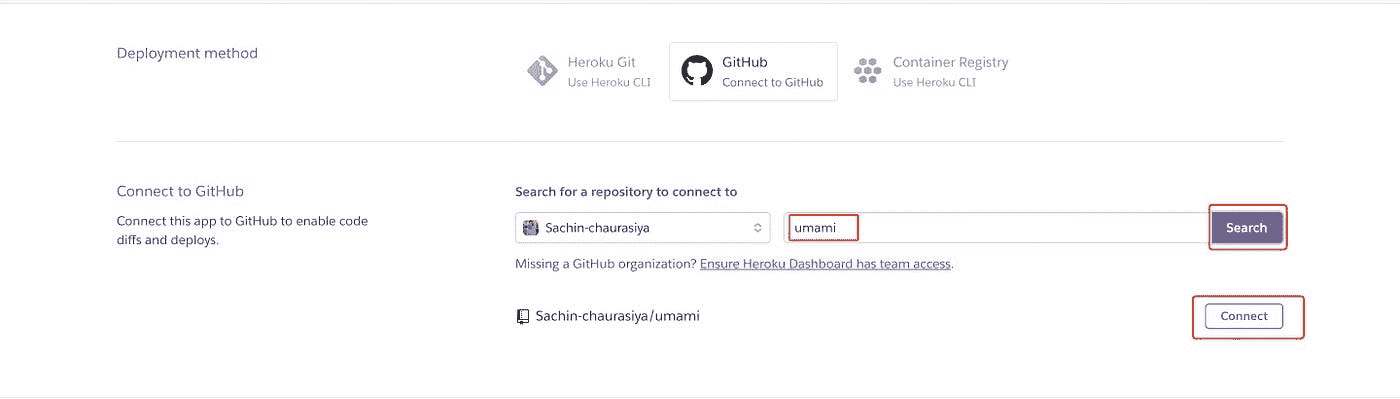 Deployment method
Heroku Git
Use Heroku CLI
GitHub
Connect to GitHub
Container Registry
Use Heroku CLI
Connect to GitHub
Connect this app to GitHub to enable code
diffs and deploys.
Search for a repository to connect to
Sachin-chaurasiya
umami
Search
Missing a GitHub organization? Ensure Heroku Dashboard has team access.
Sachin-chaurasiya/umami
Connect